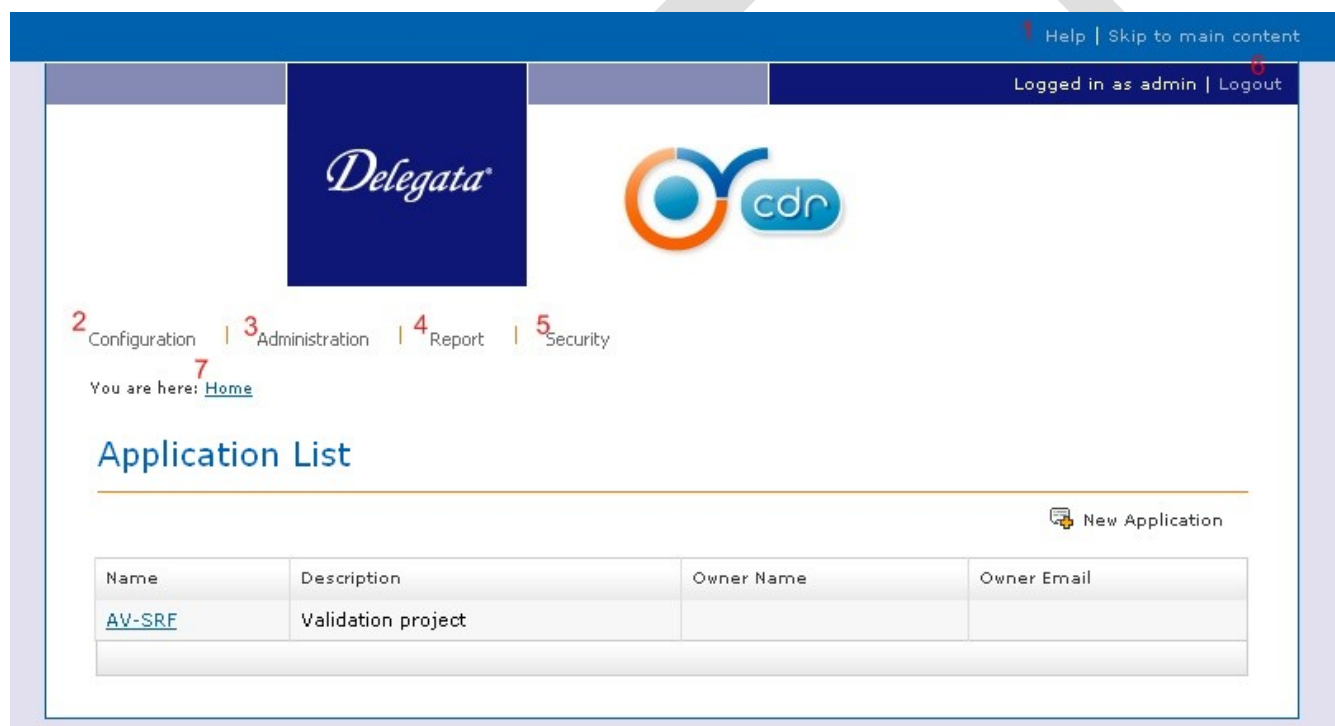 1 Help | Skip to main content
6
Logged in as admin | Logout
Delegata®
cdr
2 Configuration | 3 Administration | 4 Report | 5 Security
7
You are here: Home
Application List
New Application
Name Description Owner Name Owner Email
AV-SRF Validation project